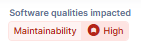 Software qualities impacted
Maintainability High